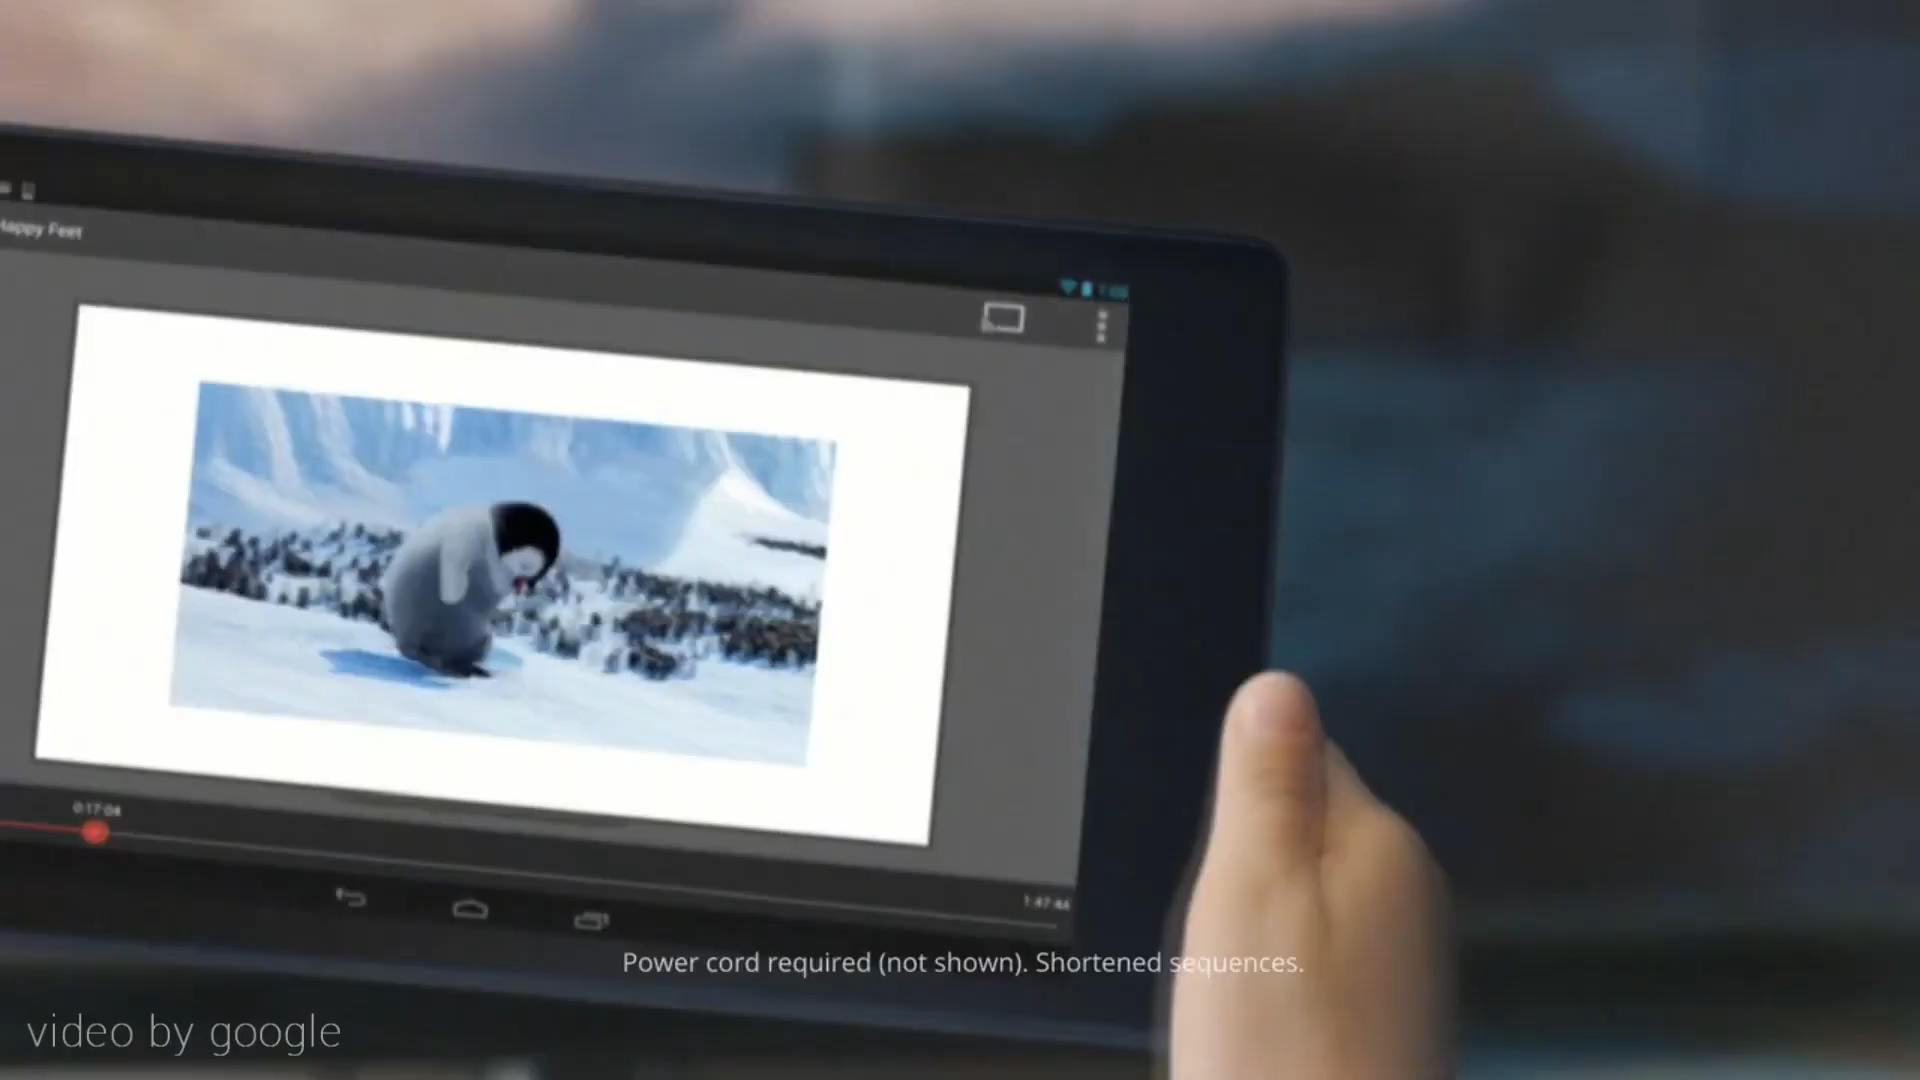 Happy Feet
0:17:04
1:47:44
Power cord required (not shown). Shortened sequences.
video by google